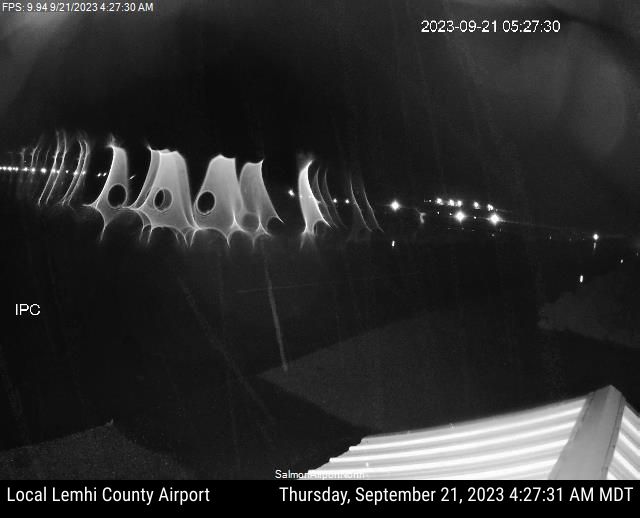 FPS: 9.94 9/21/2023 4:27:30 AM
2023-09-21 05:27:30
IPC
Local Lemhi County Airport
Thursday, September 21, 2023 4:27:31 AM MDT